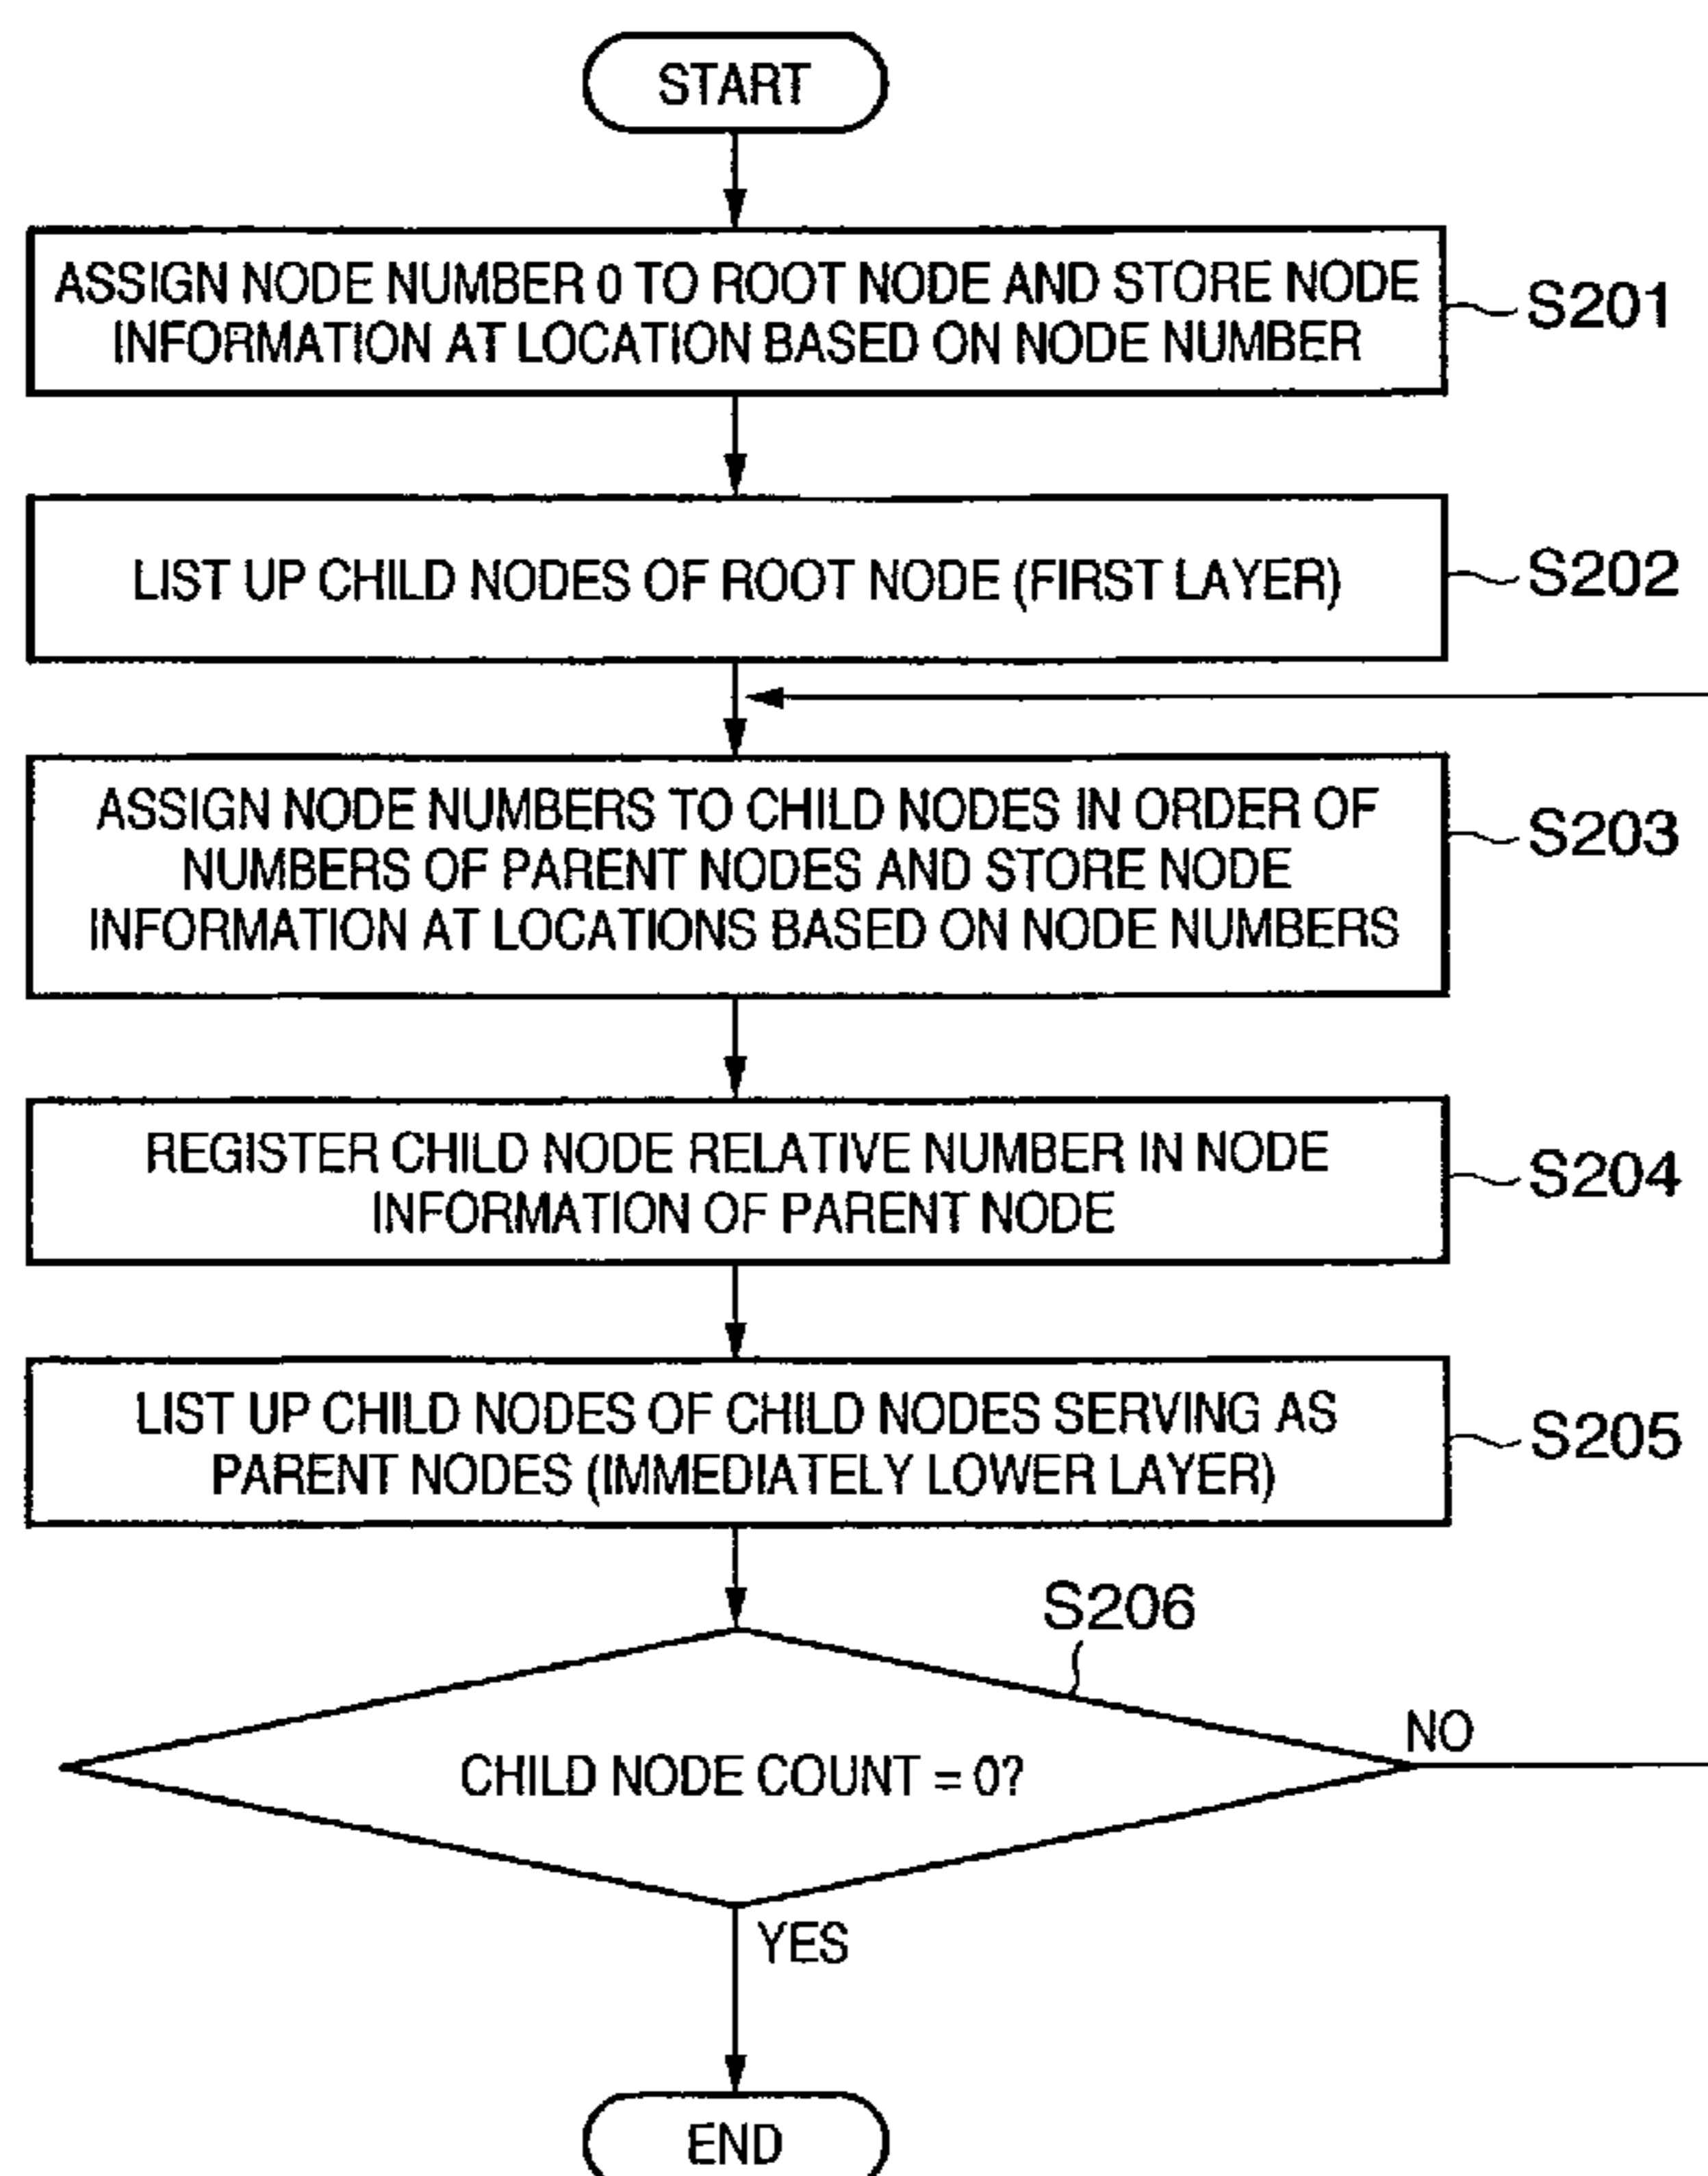 START
ASSIGN NODE NUMBER 0 TO ROOT NODE AND STORE NODE
INFORMATION AT LOCATION BASED ON NODE NUMBER
S201
LIST UP CHILD NODES OF ROOT NODE (FIRST LAYER)
S202
ASSIGN NODE NUMBERS TO CHILD NODES IN ORDER OF
NUMBERS OF PARENT NODES AND STORE NODE
INFORMATION AT LOCATIONS BASED ON NODE NUMBERS
S203
REGISTER CHILD NODE RELATIVE NUMBER IN NODE
INFORMATION OF PARENT NODE
S204
LIST UP CHILD NODES OF CHILD NODES SERVING AS
PARENT NODES (IMMEDIATELY LOWER LAYER)
S205
S206
CHILD NODE COUNT = 0?
NO
YES
END